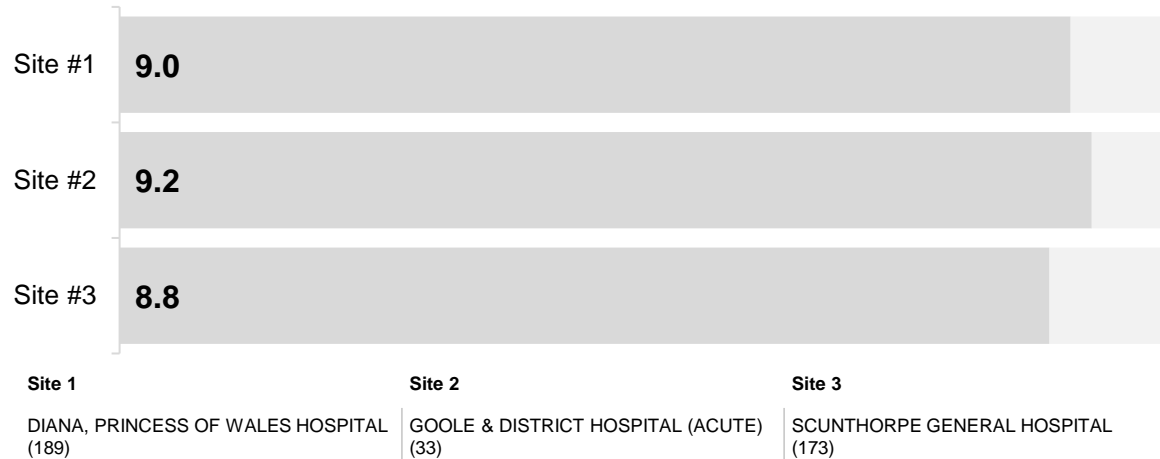 Site #1 9.0
Site #2 9.2
Site #3 8.8
Site 1 Site 2 Site 3
DIANA, PRINCESS OF WALES HOSPITAL GOOLE & DISTRICT HOSPITAL (ACUTE) SCUNTHORPE GENERAL HOSPITAL
(189) (33) (173)